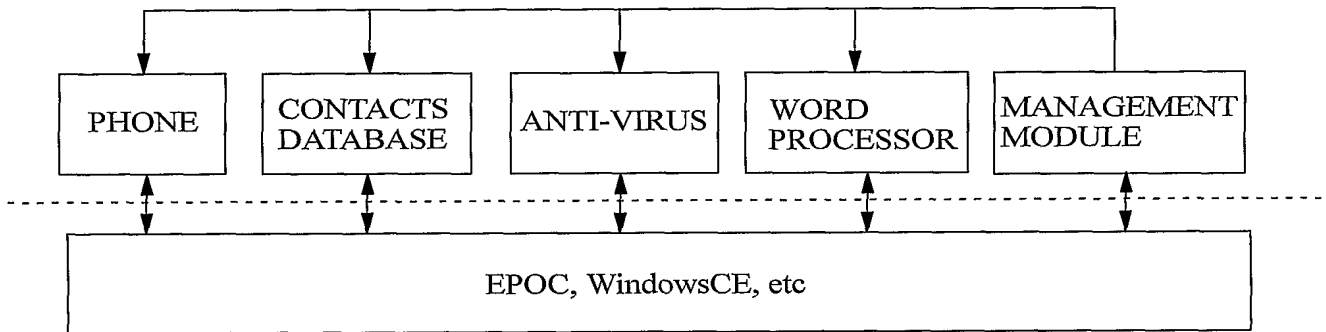 PHONE
CONTACTS
DATABASE
ANTI-VIRUS
WORD
PROCESSOR
MANAGEMENT
MODULE
EPOC, WindowsCE, etc